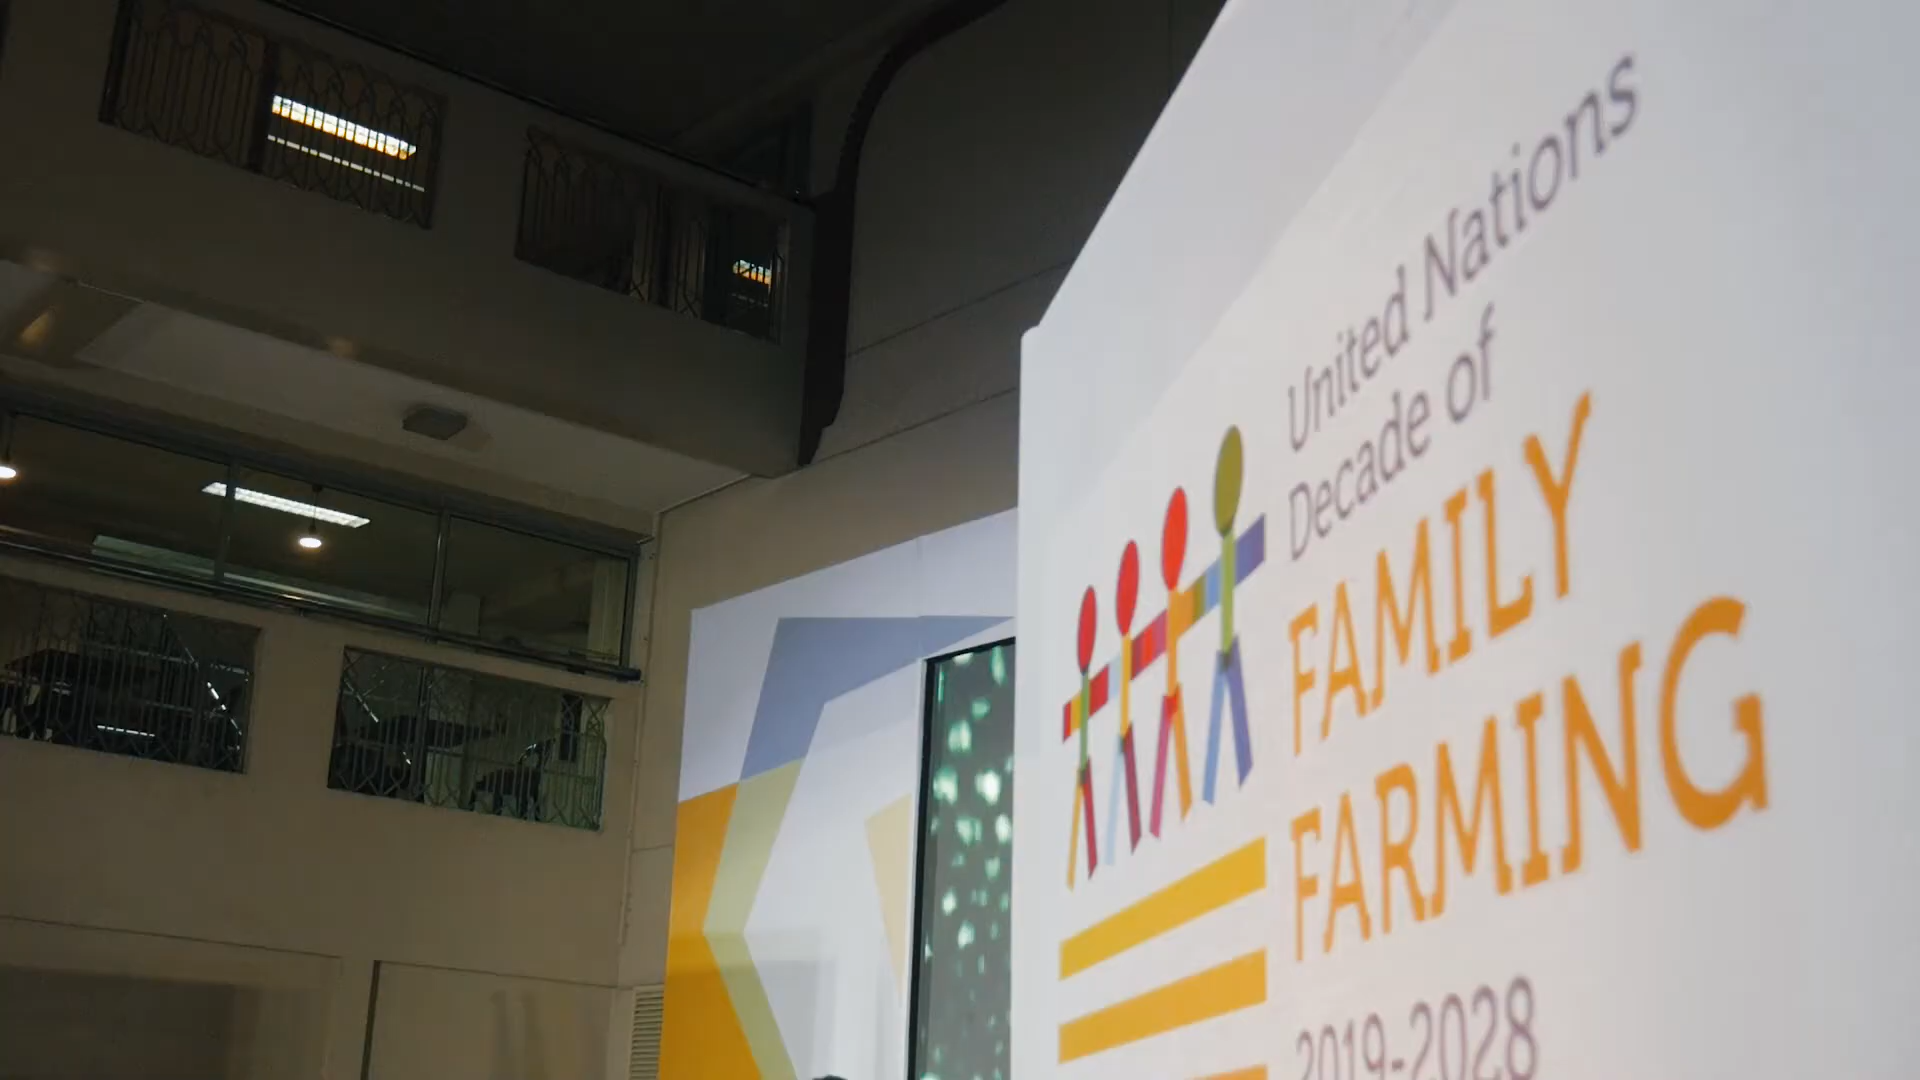 United Nations
Decade of
FAMILY
FARMING
2019-2028